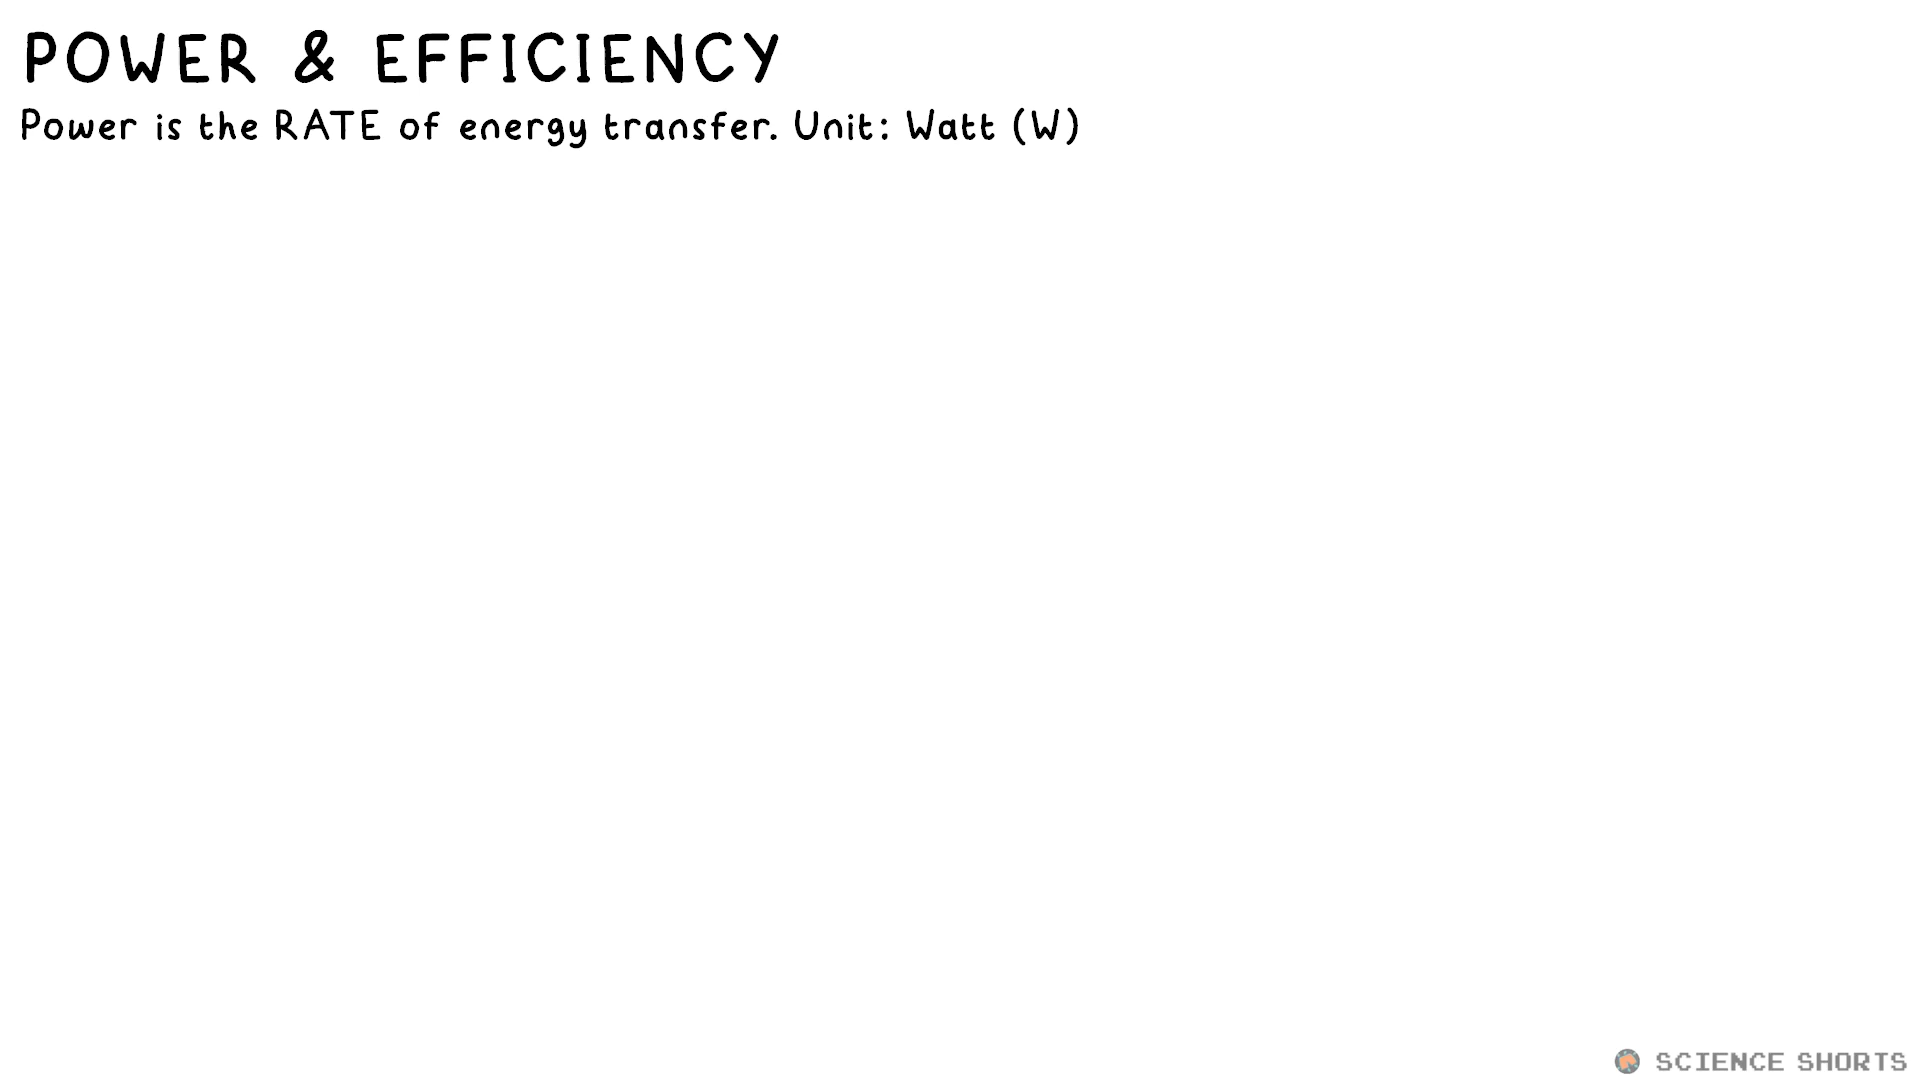 POWER & EFFICIENCY
Power is the RATE of energy transfer. Unit: Watt (W)
SCIENCE SHORTS